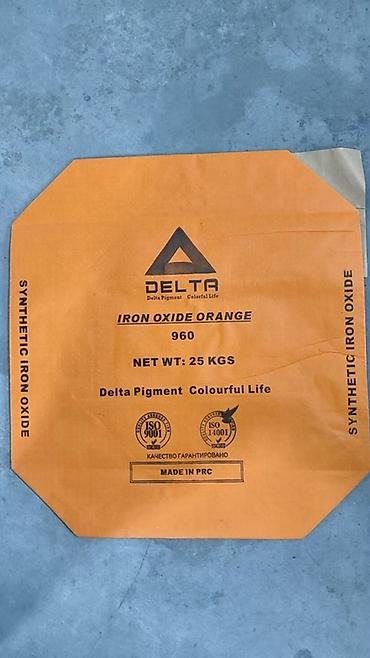 DELTA
Delta Pigment Colorful Life
IRON OXIDE ORANGE
960
NET WT: 25 KGS
Delta Pigment Colourful Life
ISO
9001
ISO
14001
КАЧЕСТВО ГАРАНТИРОВАНО
MADE IN PRC
SYNTHETIC IRON OXIDE
SYNTHETIC IRON OXIDE